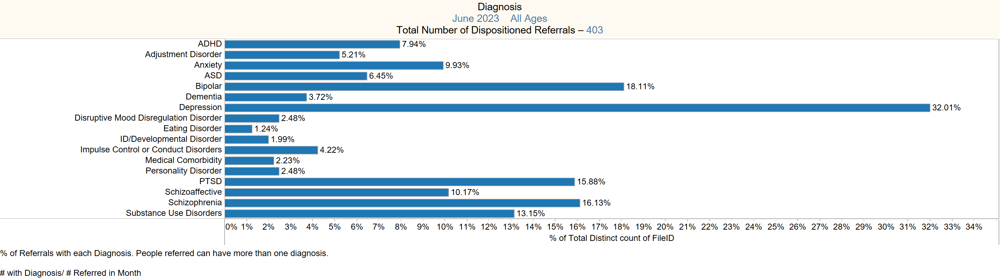 Diagnosis
June 2023 All Ages
Total Number of Dispositioned Referrals – 403
ADHD 7.94%
Adjustment Disorder 5.21%
Anxiety 9.93%
ASD 6.45%
Bipolar 18.11%
Dementia 3.72%
Depression 32.01%
Disruptive Mood Disregulation Disorder 2.48%
Eating Disorder 1.24%
ID/Developmental Disorder 1.99%
Impulse Control or Conduct Disorders 4.22%
Medical Comorbidity 2.23%
Personality Disorder 2.48%
PTSD 15.88%
Schizoaffective 10.17%
Schizophrenia 16.13%
Substance Use Disorders 13.15%
0% 1% 2% 3% 4% 5% 6% 7% 8% 9% 10% 11% 12% 13% 14% 15% 16% 17% 18% 19% 20% 21% 22% 23% 24% 25% 26% 27% 28% 29% 30% 31% 32% 33% 34%
% of Total Distinct count of FileID
% of Referrals with each Diagnosis. People referred can have more than one diagnosis.
# with Diagnosis/ # Referred in Month